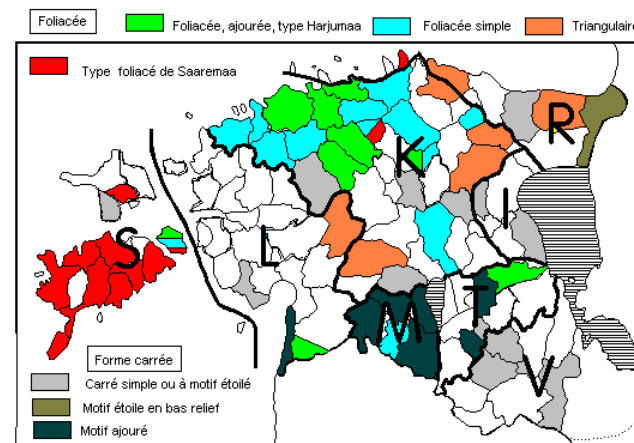 Foliacée
Foliacée, ajourée, type Harjumaa
Foliacée simple
Triangulaire
Type foliacé de Saaremaa
R
K
I
S
L
M
T
V
Forme carrée
Carré simple ou à motif étoilé
Motif étoile en bas relief
Motif ajouré